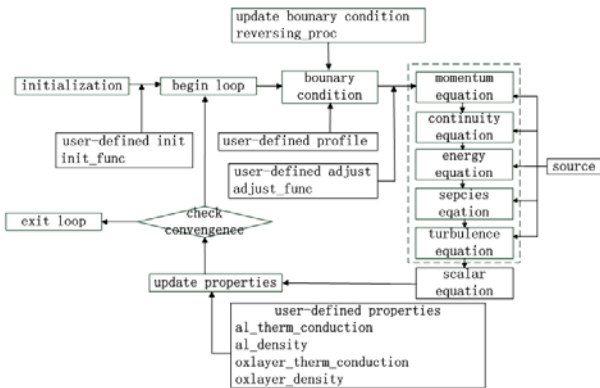 update bounary condition
reversing_proc
initialization
begin loop
bounary
condition
momentum
equation
user-defined init
init_func
user-defined profile
continuity
equation
user-defined adjust
adjust_func
energy
equation
source
sepcies
eqation
exit loop
check
convengence
turbulence
equation
update properties
scalar
equation
user-defined properties
al_therm_conduction
al_density
oxlayer_therm_conduction
oxlayer_density